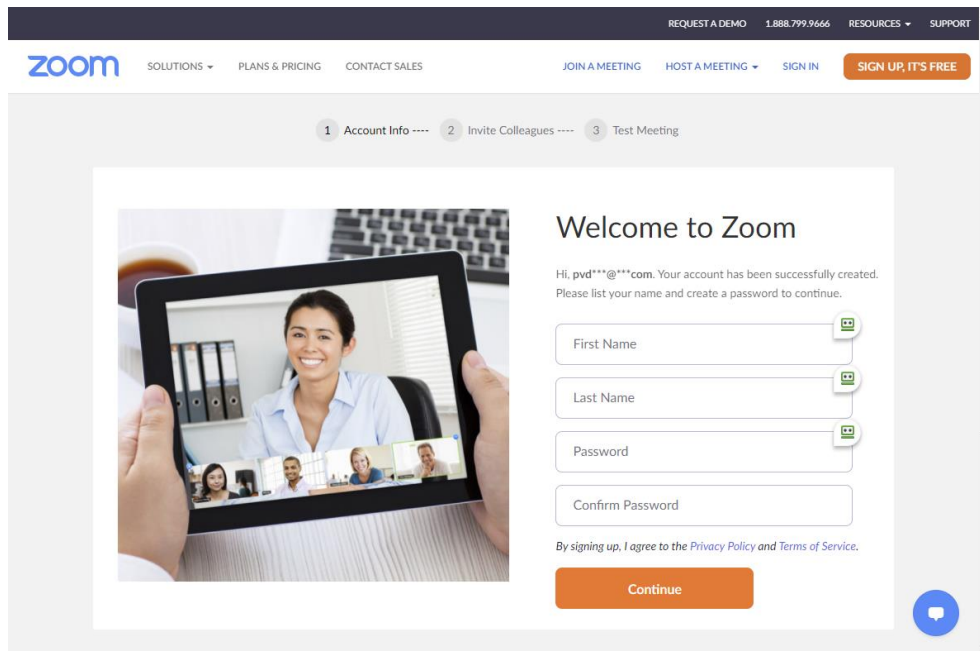 REQUEST A DEMO 1.888.799.9666 RESOURCES SUPPORT
zoom SOLUTIONS PLANS & PRICING CONTACT SALES JOIN A MEETING HOST A MEETING SIGN IN SIGN UP, IT'S FREE
1 Account Info ---- 2 Invite Colleagues ---- 3 Test Meeting
Welcome to Zoom
Hi, pvd***@***com. Your account has been successfully created.
Please list your name and create a password to continue.
First Name
Last Name
Password
Confirm Password
By signing up, I agree to the Privacy Policy and Terms of Service.
Continue